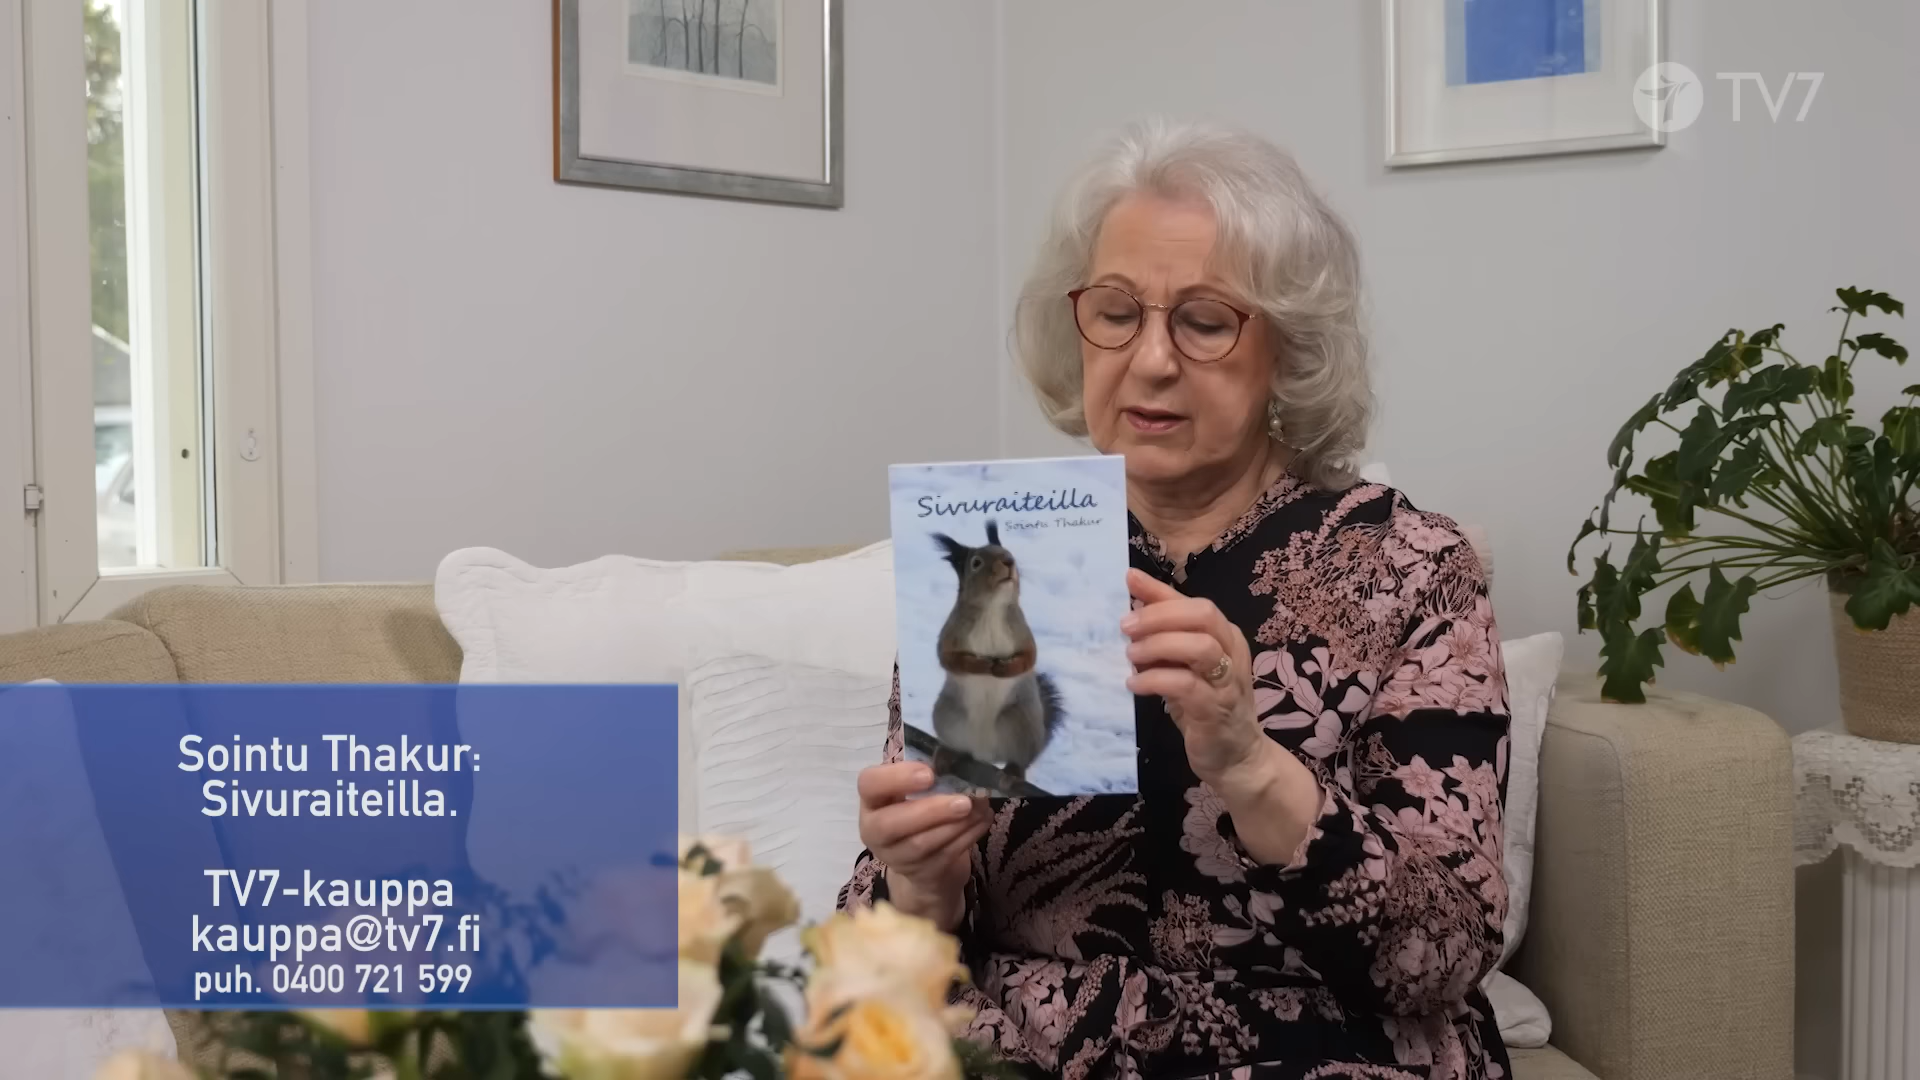 TV7
Sivuraiteilla
Sointu Thakur
Sointu Thakur:
Sivuraiteilla.
TV7-kauppa
kauppa@tv7.fi
puh. 0400 721 599